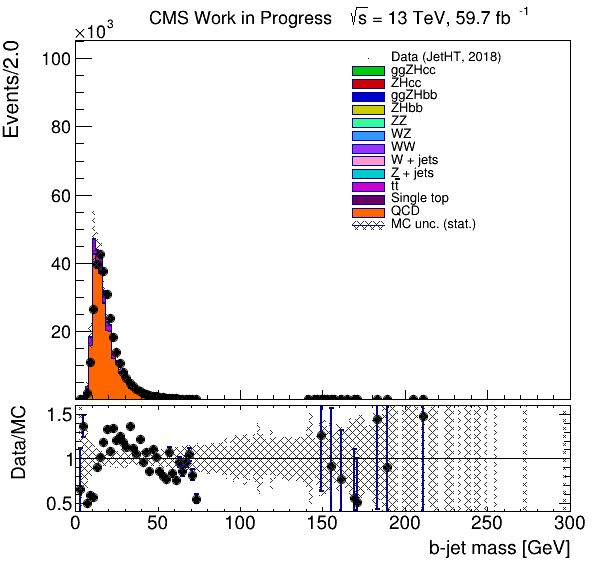 CMS Work in Progress √s = 13 TeV, 59.7 fb⁻¹
×10³
Events/2.0
100
80
60
40
20
Data (JetHT, 2018)
ggZHcc
ZHcc
ggZHbb
ZHbb
ZZ
WZ
WW
W + jets
Z + jets
tt̅
Single top
QCD
MC unc. (stat.)
Data/MC
1.5
1
0.5
0 50 100 150 200 250 300
b-jet mass [GeV]